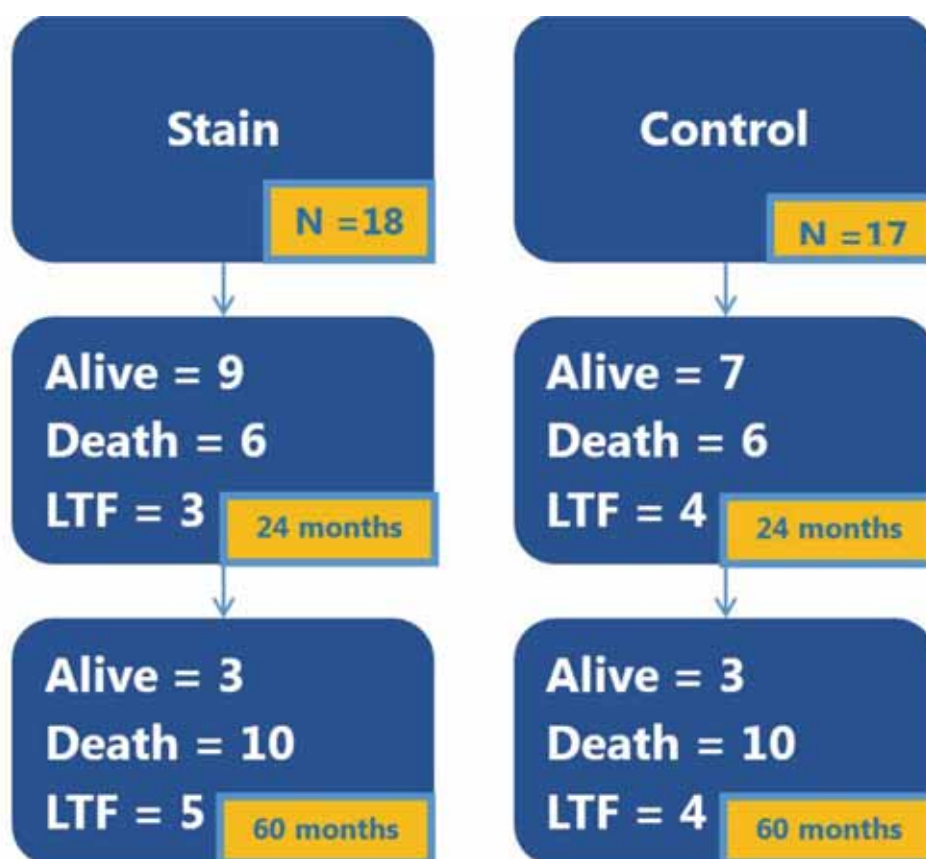 Stain
N =18
Alive = 9
Death = 6
LTF = 3
24 months
Alive = 3
Death = 10
LTF = 5
60 months
Control
N =17
Alive = 7
Death = 6
LTF = 4
24 months
Alive = 3
Death = 10
LTF = 4
60 months